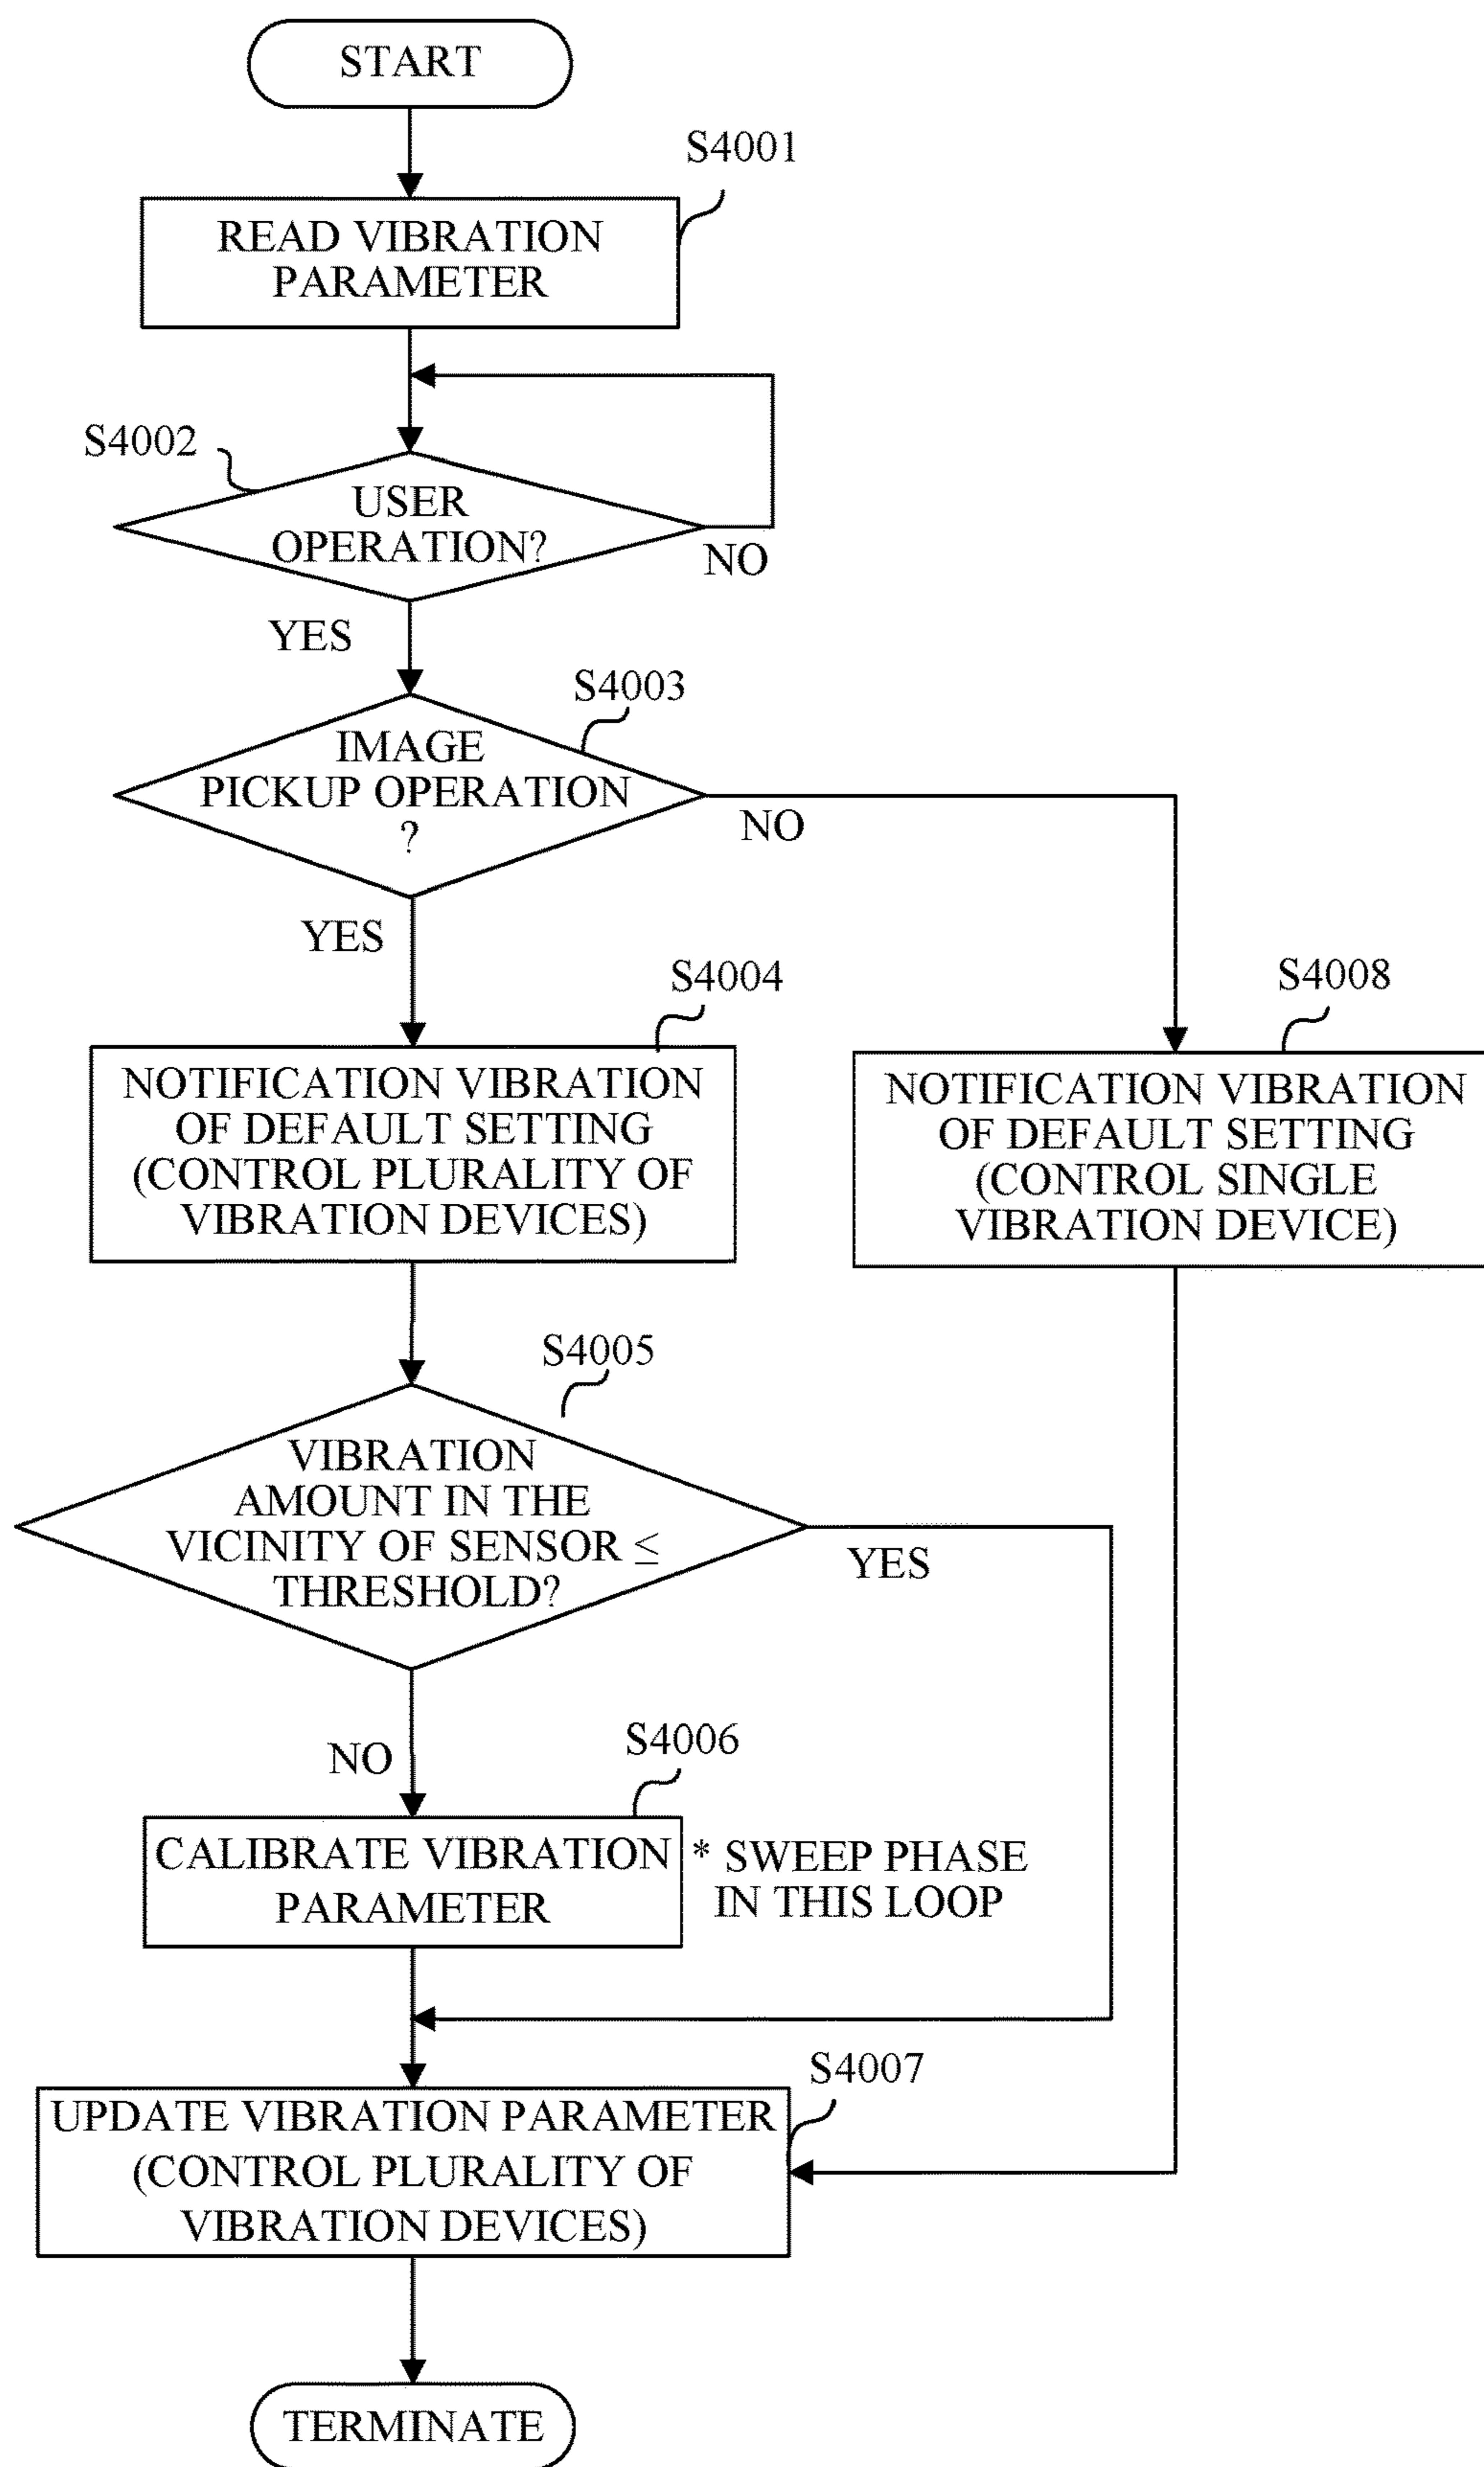 START
S4001
READ VIBRATION
PARAMETER
S4002
USER
OPERATION?
NO
YES
S4003
IMAGE
PICKUP OPERATION
?
NO
YES
S4004
NOTIFICATION VIBRATION
OF DEFAULT SETTING
(CONTROL PLURALITY OF
VIBRATION DEVICES)
S4008
NOTIFICATION VIBRATION
OF DEFAULT SETTING
(CONTROL SINGLE
VIBRATION DEVICE)
S4005
VIBRATION
AMOUNT IN THE
VICINITY OF SENSOR ≤
THRESHOLD?
YES
NO
S4006
CALIBRATE VIBRATION
PARAMETER
* SWEEP PHASE
IN THIS LOOP
S4007
UPDATE VIBRATION PARAMETER
(CONTROL PLURALITY OF
VIBRATION DEVICES)
TERMINATE